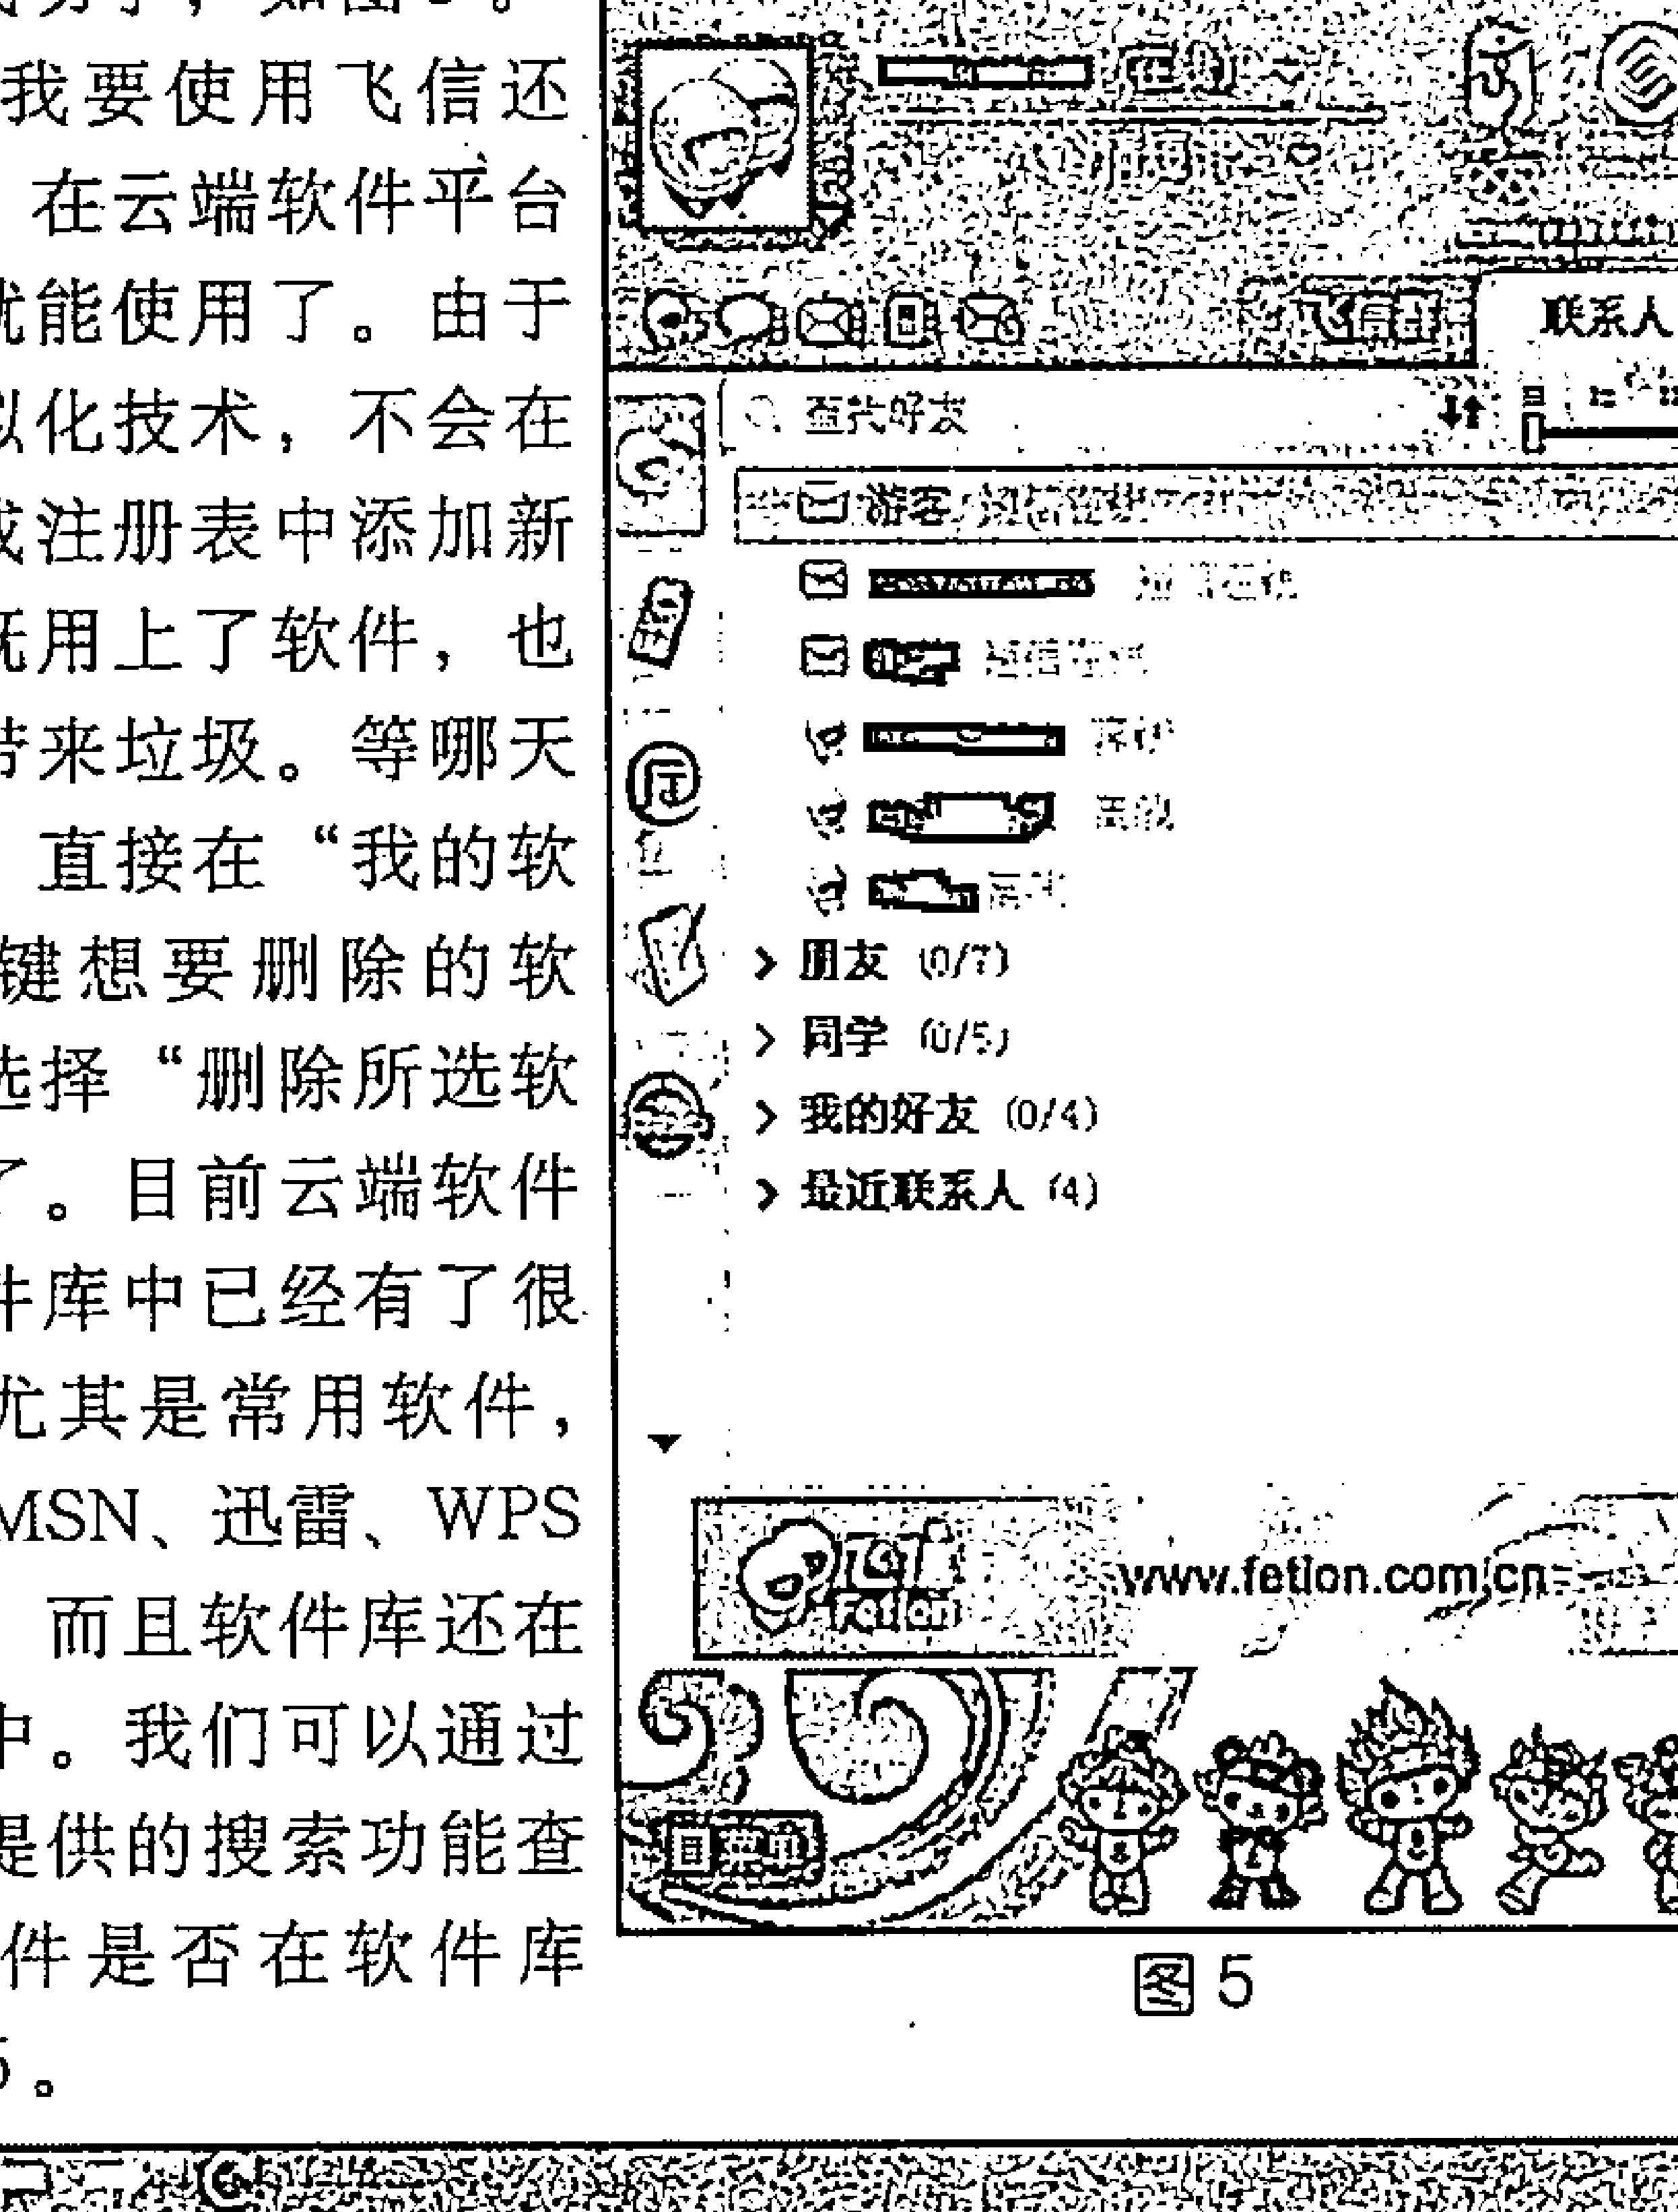 我要使用飞信还
在云端软件平台
就能使用了。由于
以化技术，不会在
或注册表中添加新
既用上了软件，也
带来垃圾。等哪天
直接在“我的软
键想要删除的软
选择“删除所选软
了。目前云端软件
件库中已经有了很
尤其是常用软件，
MSN、迅雷、WPS
而且软件库还在
中。我们可以通过
提供的搜索功能查
件是否在软件库
5。
飞信群
联系人
查找好友
游客
朋友 (0/7)
同学 (0/5)
我的好友 (0/4)
最近联系人 (4)
飞信
Fetion
www.fetion.com.cn
菜单
图 5